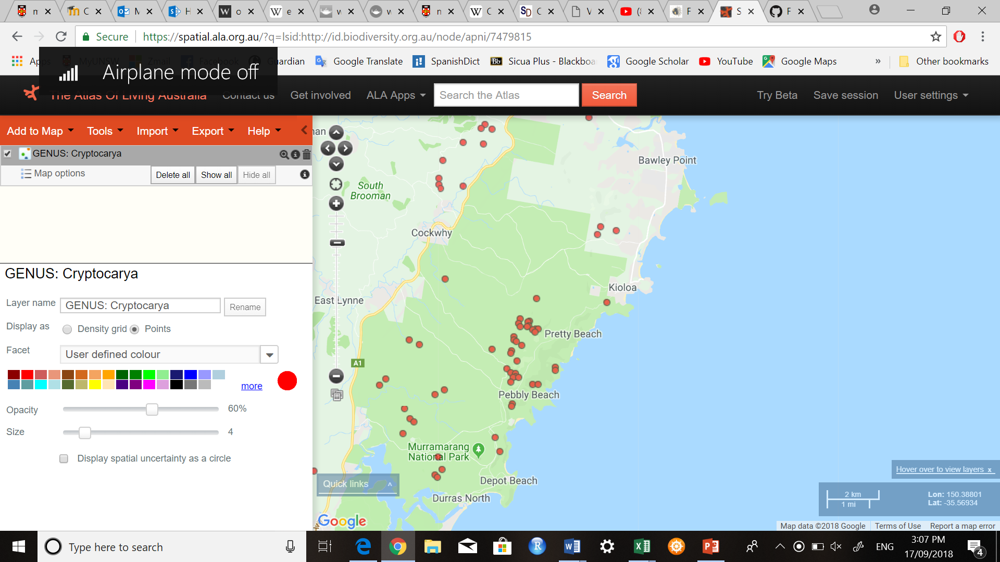 m
C
M
H
o
e
w
w
n
C
C
V
(8
F
S
F
Secure
https://spatial.ala.org.au/?q=lsid:http://id.biodiversity.org.au/node/apni/7479815
Apps MyUNSW Zmail Facebook Guardian Google Translate SpanishDict Bb Sicua Plus - Blackboa Google Scholar YouTube Google Maps » Other bookmarks
Airplane mode off
The Atlas Of Living Australia Contact us Get involved ALA Apps Search the Atlas Search Try Beta Save session User settings
Add to Map Tools Import Export Help
GENUS: Cryptocarya
Map options Delete all Show all Hide all
GENUS: Cryptocarya
Layer name GENUS: Cryptocarya Rename
Display as Density grid Points
Facet User defined colour
more
Opacity 60%
Size 4
Display spatial uncertainty as a circle
nan
Bawley Point
South
Brooman
Cockwhy
Kioloa
East Lynne
Pretty Beach
A1
Pebbly Beach
Murramarang
National Park
Depot Beach
Durras North
Quick links
Google
Hover over to view layers x
2 km
1 mi
Lon: 150.38801
Lat: -35.56934
Map data ©2018 Google Terms of Use Report a map error
Type here to search
ENG
3:07 PM
17/09/2018
4